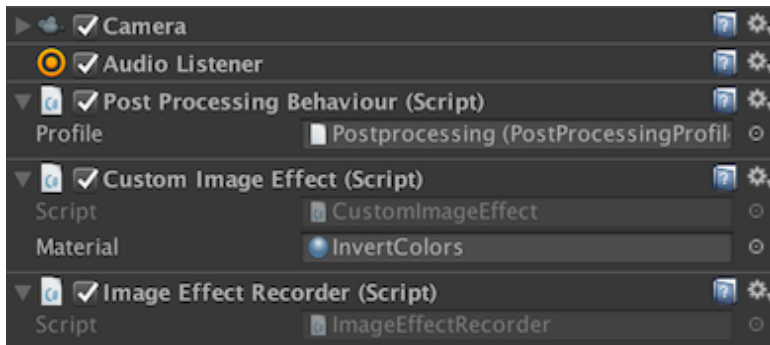 Camera
Audio Listener
Post Processing Behaviour (Script)
Profile Postprocessing (PostProcessingProfil
Custom Image Effect (Script)
Script CustomImageEffect
Material InvertColors
Image Effect Recorder (Script)
Script ImageEffectRecorder